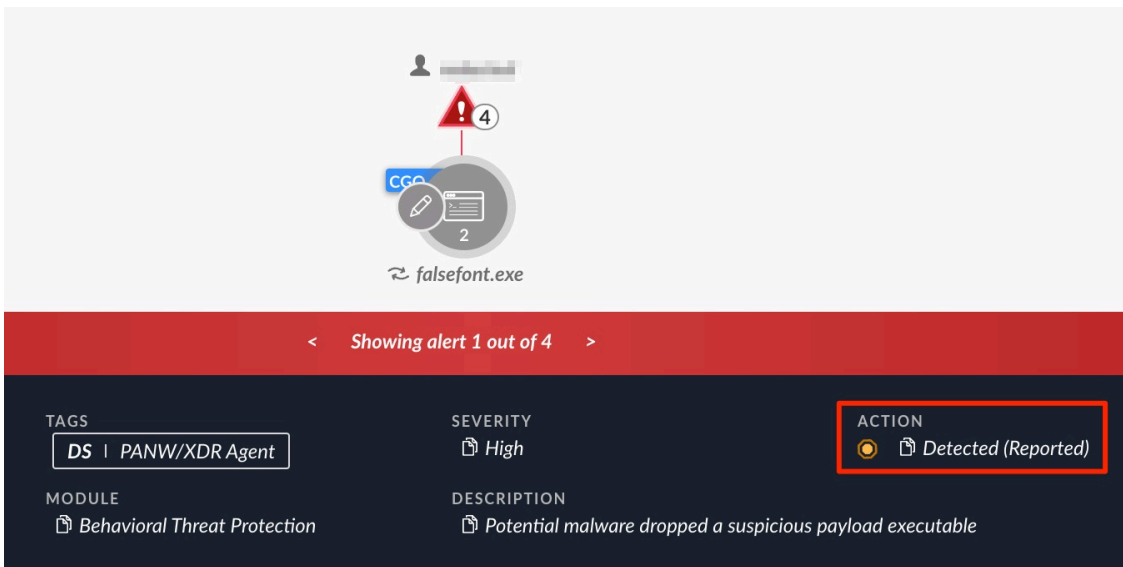 4
CGO
2
falsefont.exe
< Showing alert 1 out of 4 >
TAGS
DS | PANW/XDR Agent
SEVERITY
High
ACTION
Detected (Reported)
MODULE
Behavioral Threat Protection
DESCRIPTION
Potential malware dropped a suspicious payload executable